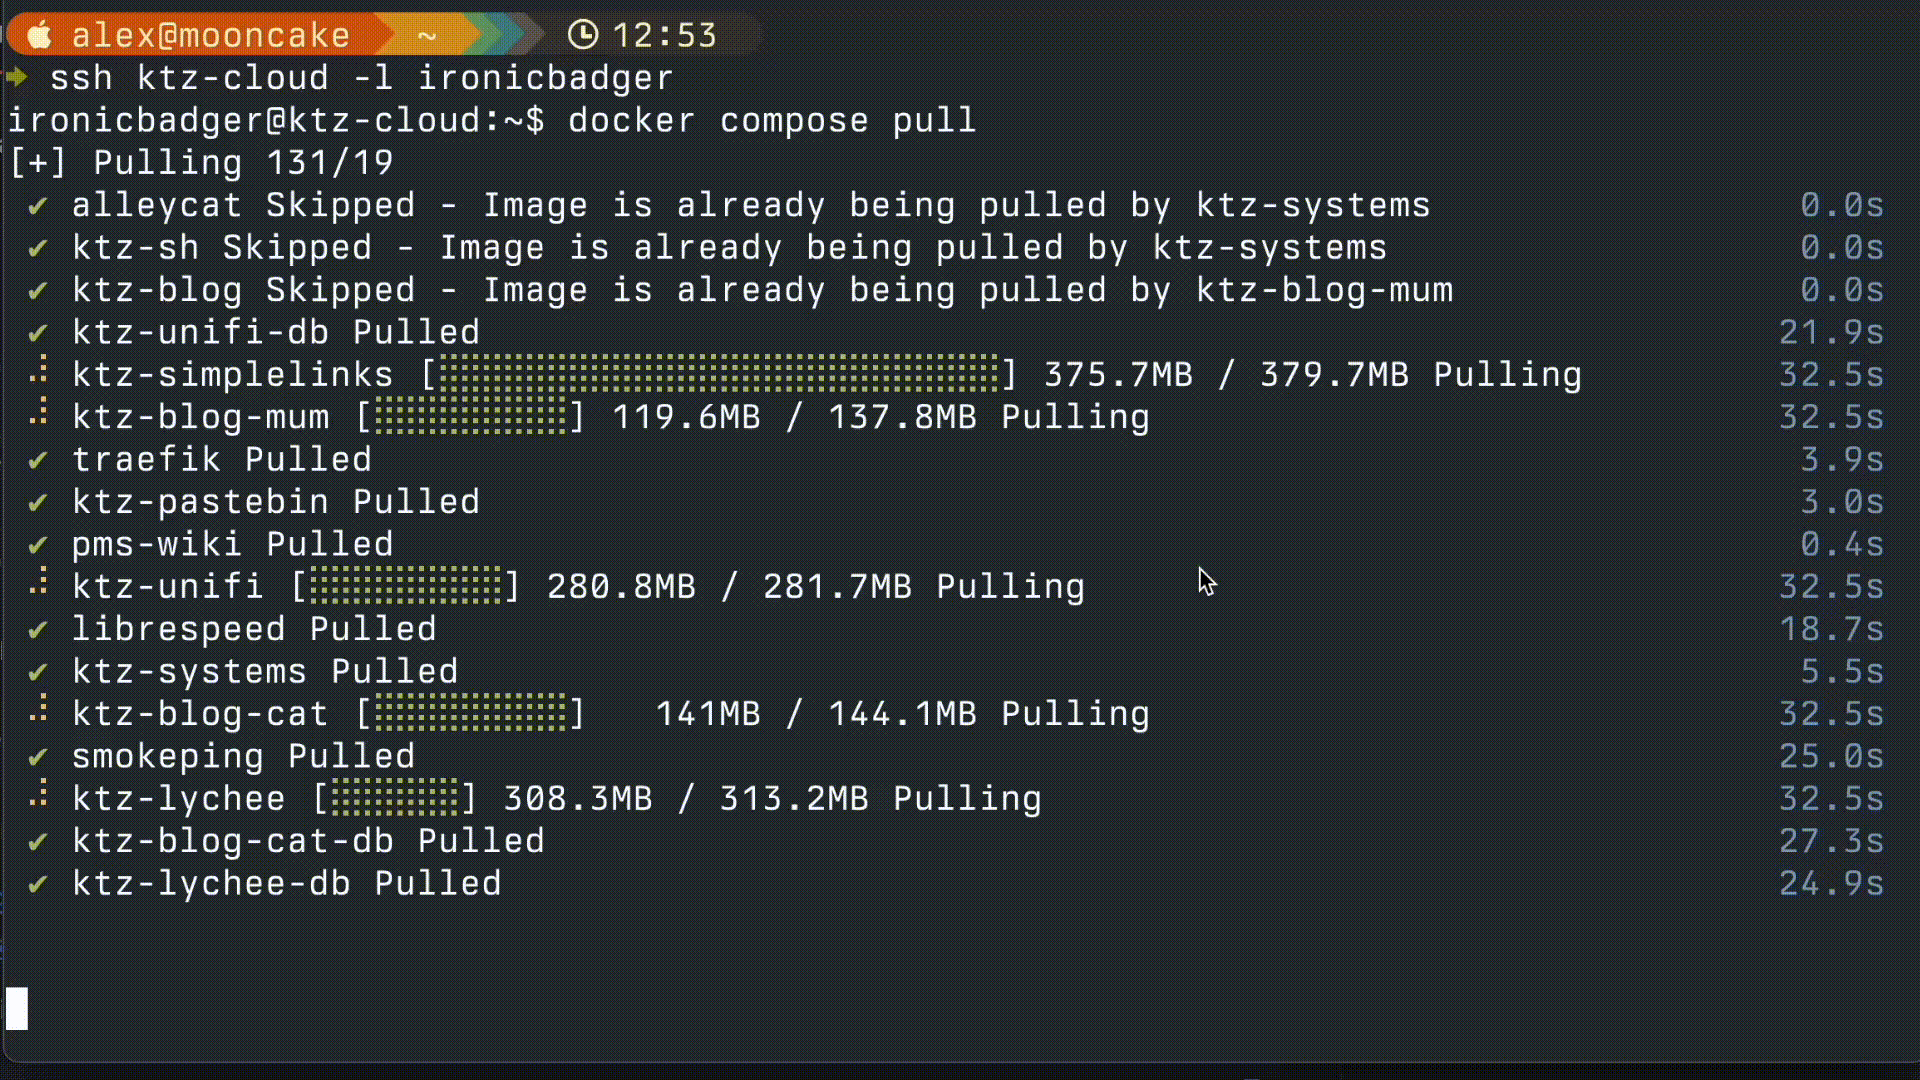 alex@mooncake ~ 12:53
ssh ktz-cloud -l ironicbadger
ironicbadger@ktz-cloud:~$ docker compose pull
[+] Pulling 131/19
✔ alleycat Skipped - Image is already being pulled by ktz-systems 0.0s
✔ ktz-sh Skipped - Image is already being pulled by ktz-systems 0.0s
✔ ktz-blog Skipped - Image is already being pulled by ktz-blog-mum 0.0s
✔ ktz-unifi-db Pulled 21.9s
ktz-simplelinks [⣿⣿⣿⣿⣿⣿⣿⣿⣿⣿⣿⣿⣿⣿⣿⣿⣿⣿⣿⣿⣿⣿⣿⣿⣿⣿] 375.7MB / 379.7MB Pulling 32.5s
ktz-blog-mum [⣿⣿⣿⣿⣿⣿⣿⣿⣿] 119.6MB / 137.8MB Pulling 32.5s
✔ traefik Pulled 3.9s
✔ ktz-pastebin Pulled 3.0s
✔ pms-wiki Pulled 0.4s
ktz-unifi [⣿⣿⣿⣿⣿⣿⣿⣿⣿] 280.8MB / 281.7MB Pulling 32.5s
✔ librespeed Pulled 18.7s
✔ ktz-systems Pulled 5.5s
ktz-blog-cat [⣿⣿⣿⣿⣿⣿⣿⣿⣿] 141MB / 144.1MB Pulling 32.5s
✔ smokeping Pulled 25.0s
ktz-lychee [⣿⣿⣿⣿⣿⣿] 308.3MB / 313.2MB Pulling 32.5s
✔ ktz-blog-cat-db Pulled 27.3s
✔ ktz-lychee-db Pulled 24.9s